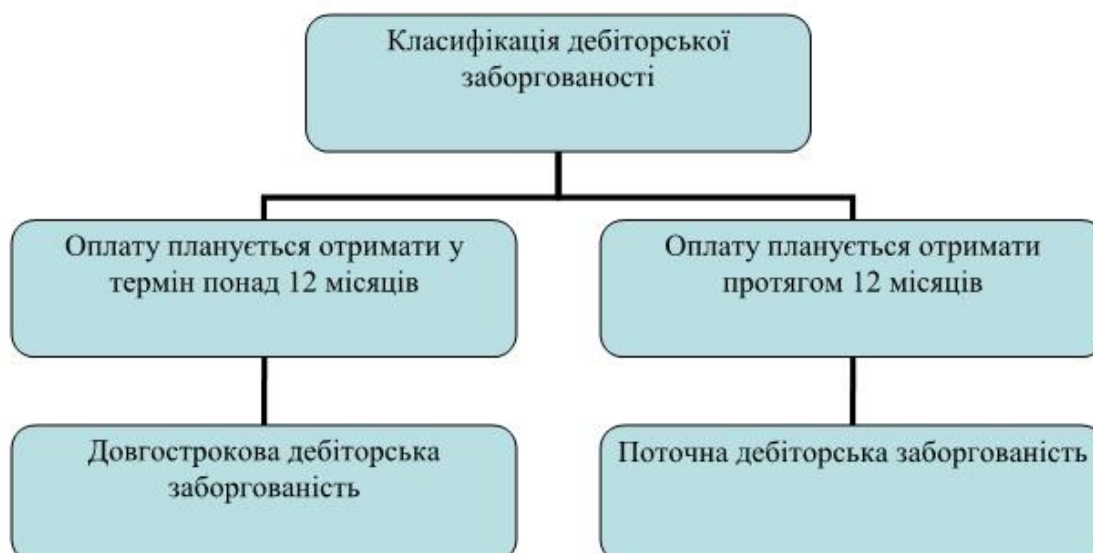 Класифікація дебіторської
заборгованості
Оплату планується отримати у
термін понад 12 місяців
Оплату планується отримати
протягом 12 місяців
Довгострокова дебіторська
заборгованість
Поточна дебіторська заборгованість